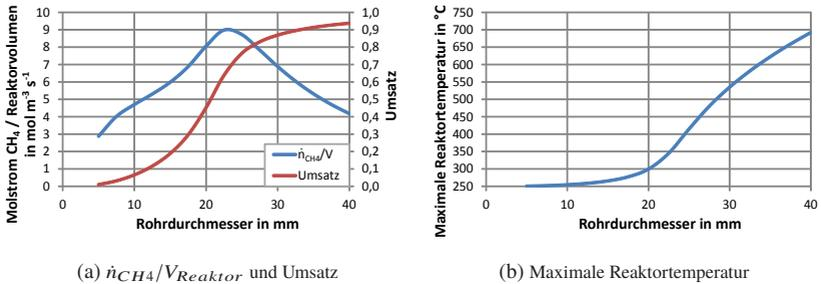 Molstrom CH₄ / Reaktorvolumen
in mol m⁻³ s⁻¹
10
9
8
7
6
5
4
3
2
1
0
0 10 20 30 40
Rohrdurchmesser in mm
1,0
0,9
0,8
0,7
0,6
0,5
0,4
0,3
0,2
0,1
0,0
Umsatz
ṅCH4/V
Umsatz
(a) ṅCH4/VReaktor und Umsatz
Maximale Reaktortemperatur in °C
750
700
650
600
550
500
450
400
350
300
250
0 10 20 30 40
Rohrdurchmesser in mm
(b) Maximale Reaktortemperatur